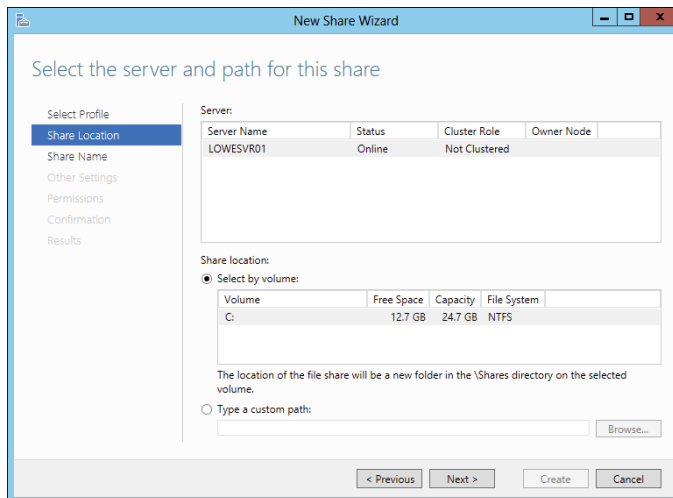 New Share Wizard
Select the server and path for this share
Select Profile
Share Location
Share Name
Other Settings
Permissions
Confirmation
Results
Server:
Server Name Status Cluster Role Owner Node
LOWESVR01 Online Not Clustered
Share location:
Select by volume:
Volume Free Space Capacity File System
C: 12.7 GB 24.7 GB NTFS
The location of the file share will be a new folder in the \Shares directory on the selected
volume.
Type a custom path:
Browse...
< Previous Next > Create Cancel